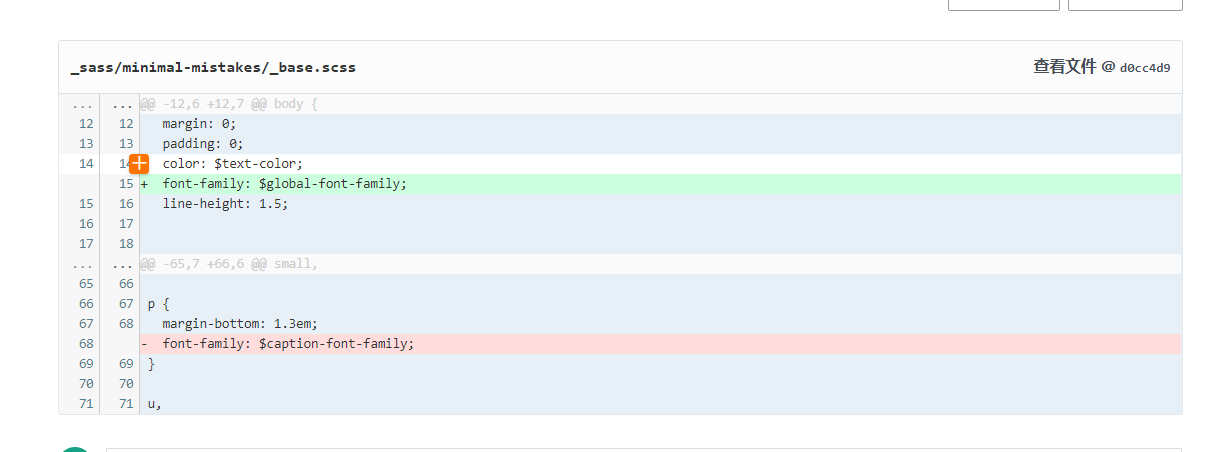 _sass/minimal-mistakes/_base.scss 查看文件 @ d0cc4d9
... ... @@ -12,6 +12,7 @@ body {
12 12 margin: 0;
13 13 padding: 0;
14 14 color: $text-color;
15 + font-family: $global-font-family;
15 16 line-height: 1.5;
16 17
17 18
... ... @@ -65,7 +66,6 @@ small,
65 66
66 67 p {
67 68 margin-bottom: 1.3em;
68 - font-family: $caption-font-family;
69 69 }
70 70
71 71 u,